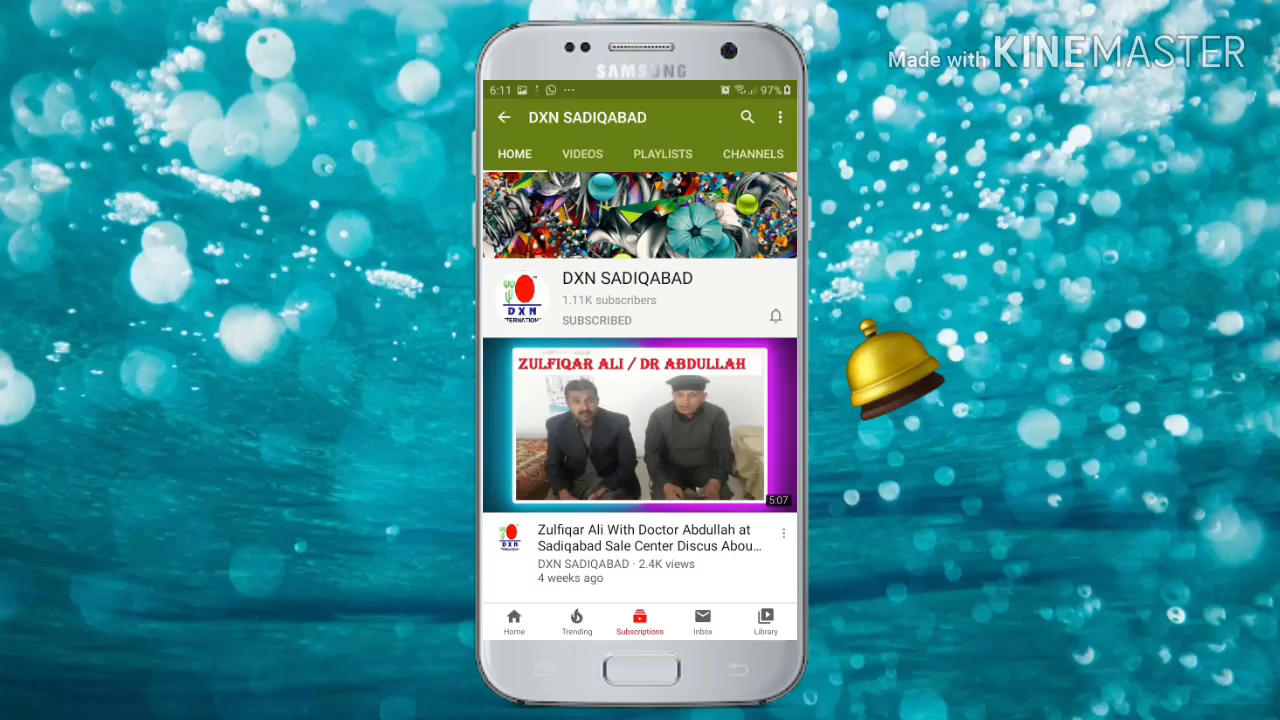 Made with KINEMASTER
SAMSUNG
6:11
97%
DXN SADIQABAD
HOME VIDEOS PLAYLISTS CHANNELS
DXN SADIQABAD
1.11K subscribers
SUBSCRIBED
DXN
ZULFIQAR ALI / DR ABDULLAH
5:07
DXN
Zulfiqar Ali With Doctor Abdullah at
Sadiqabad Sale Center Discus Abou...
DXN SADIQABAD · 2.4K views
4 weeks ago
Home Trending Subscriptions Inbox Library